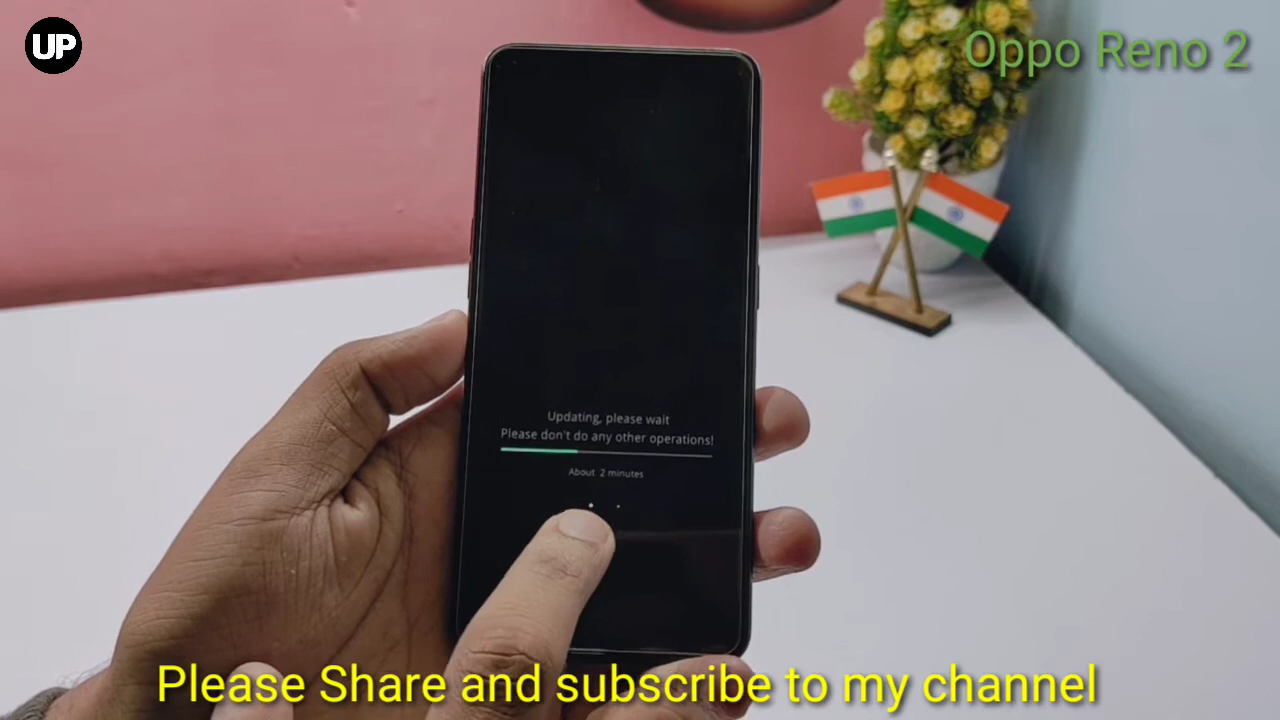 UP
Oppo Reno 2
Updating, please wait
Please don't do any other operations!
About 2 minutes
Please Share and subscribe to my channel